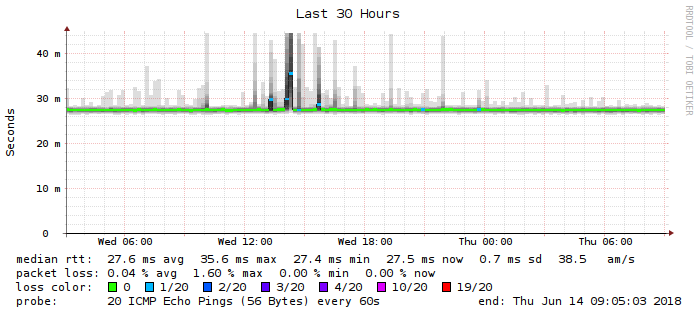 Last 30 Hours
RRDTOOL / TOBI OETIKER
Seconds
40 m
30 m
20 m
10 m
0
Wed 06:00 Wed 12:00 Wed 18:00 Thu 00:00 Thu 06:00
median rtt: 27.6 ms avg 35.6 ms max 27.4 ms min 27.5 ms now 0.7 ms sd 38.5 am/s
packet loss: 0.04 % avg 1.60 % max 0.00 % min 0.00 % now
loss color: 0 1/20 2/20 3/20 4/20 10/20 19/20
probe: 20 ICMP Echo Pings (56 Bytes) every 60s end: Thu Jun 14 09:05:03 2018